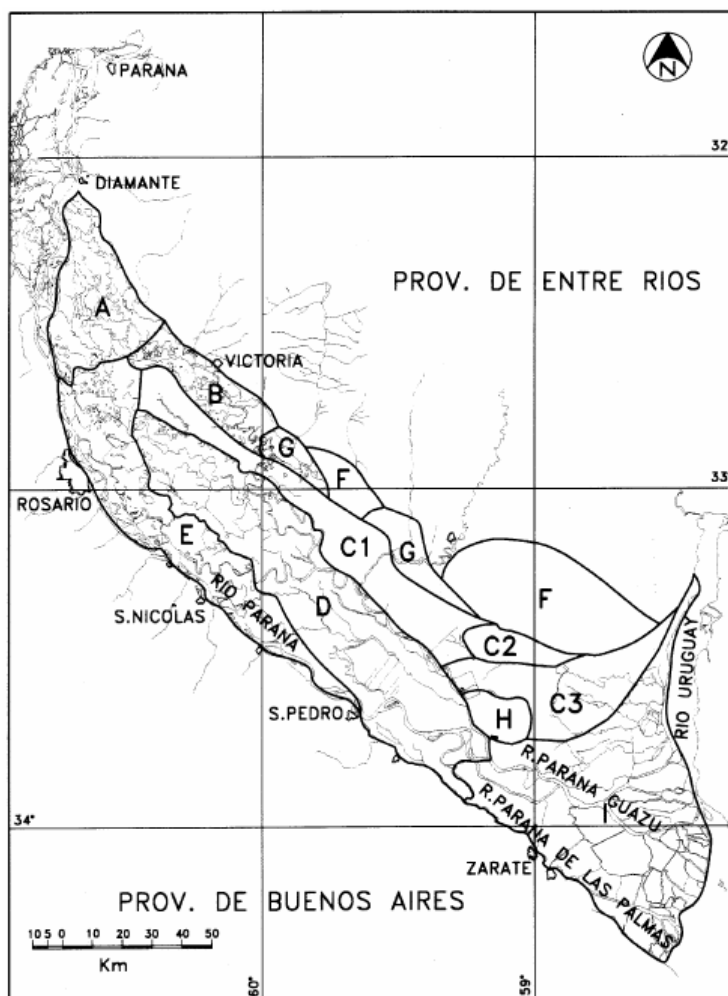 PARANA
N
32
DIAMANTE
PROV. DE ENTRE RIOS
A
VICTORIA
B
G
F
33
ROSARIO
E
C1
G
F
RIO PARANA
D
S.NICOLAS
C2
RIO URUGUAY
C3
S.PEDRO
H
R.PARANA GUAZU
I
34°
R.PARANA DE LAS PALMAS
ZARATE
PROV. DE BUENOS AIRES
10 5 0 10 20 30 40 50
Km
60°
59°